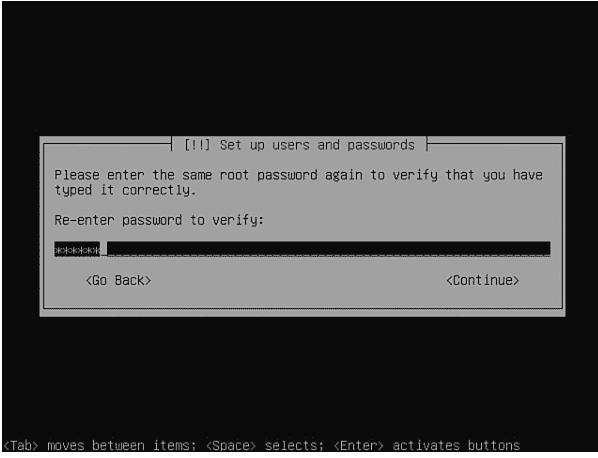 [!!] Set up users and passwords
Please enter the same root password again to verify that you have
typed it correctly.
Re-enter password to verify:
******
<Go Back> <Continue>
<Tab> moves between items; <Space> selects; <Enter> activates buttons